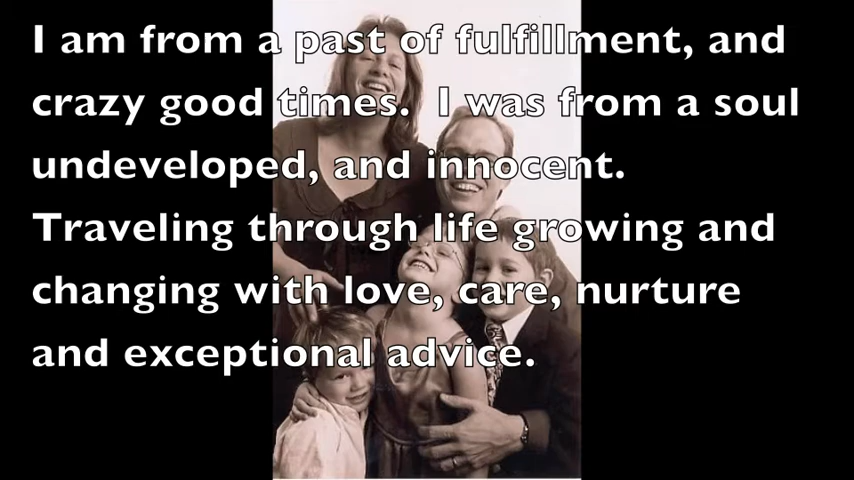 I am from a past of fulfillment, and
crazy good times.  I was from a soul
undeveloped, and innocent.
Traveling through life growing and
changing with love, care, nurture
and exceptional advice.